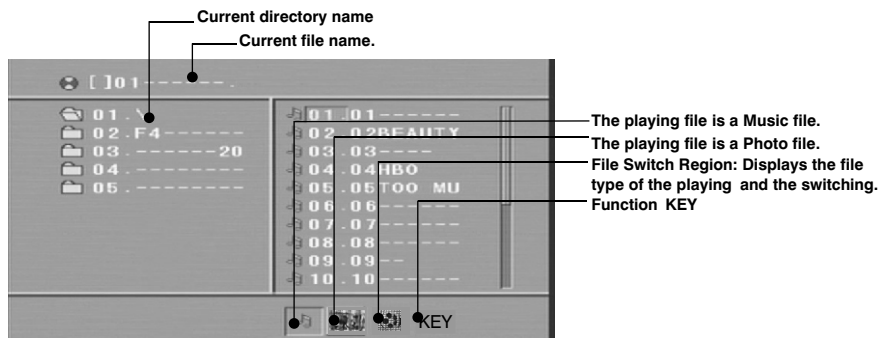 Current directory name
Current file name.
[ ]01-------.
01.\
02.F4------
03.------20
04.--------
05.--------
01.01------
02.02BEAUTY
03.03----
04.04HBO
05.05TOO MU
06.06------
07.07------
08.08------
09.09--
10.10------
KEY
The playing file is a Music file.
The playing file is a Photo file.
File Switch Region: Displays the file
type of the playing and the switching.
Function KEY